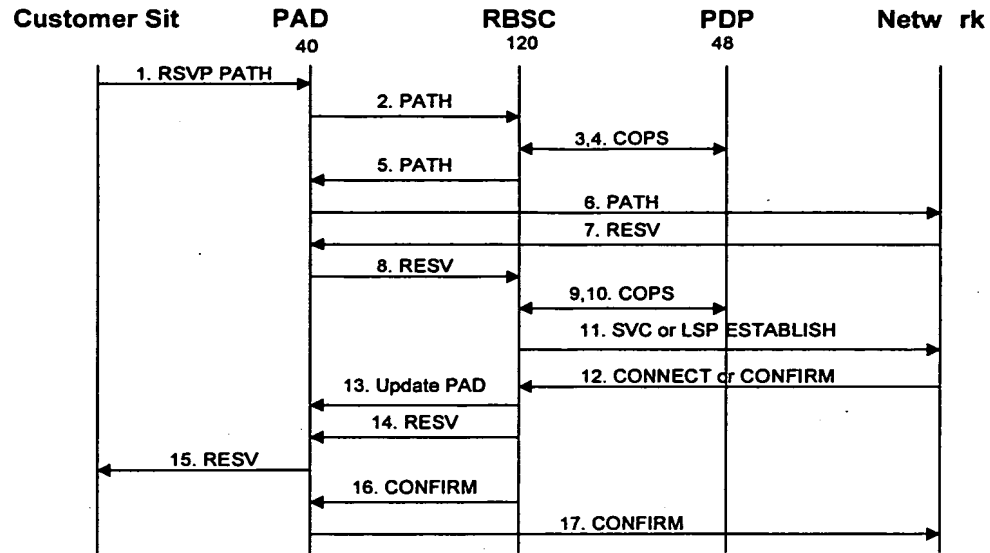 Customer Sit PAD RBSC PDP Netw rk
40 120 48
1. RSVP PATH
2. PATH
3,4. COPS
5. PATH
6. PATH
7. RESV
8. RESV
9,10. COPS
11. SVC or LSP ESTABLISH
12. CONNECT or CONFIRM
13. Update PAD
14. RESV
15. RESV
16. CONFIRM
17. CONFIRM